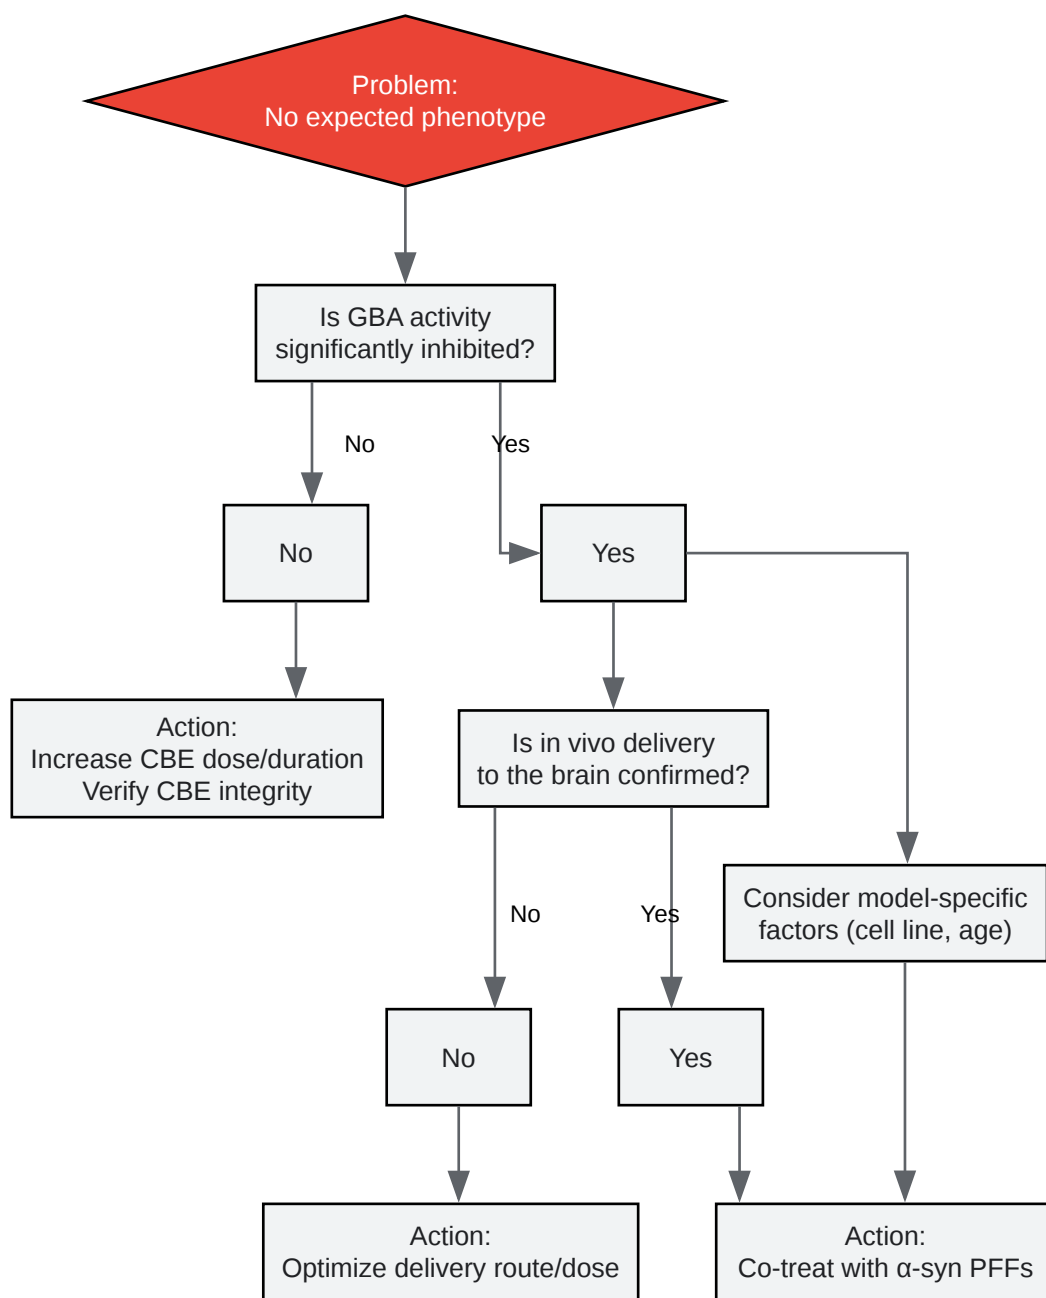 Problem:
No expected phenotype
Is GBA activity
significantly inhibited?
No
Yes
No
Yes
Action:
Increase CBE dose/duration
Verify CBE integrity
Is in vivo delivery
to the brain confirmed?
Consider model-specific
factors (cell line, age)
No
Yes
No
Yes
Action:
Optimize delivery route/dose
Action:
Co-treat with α-syn PFFs